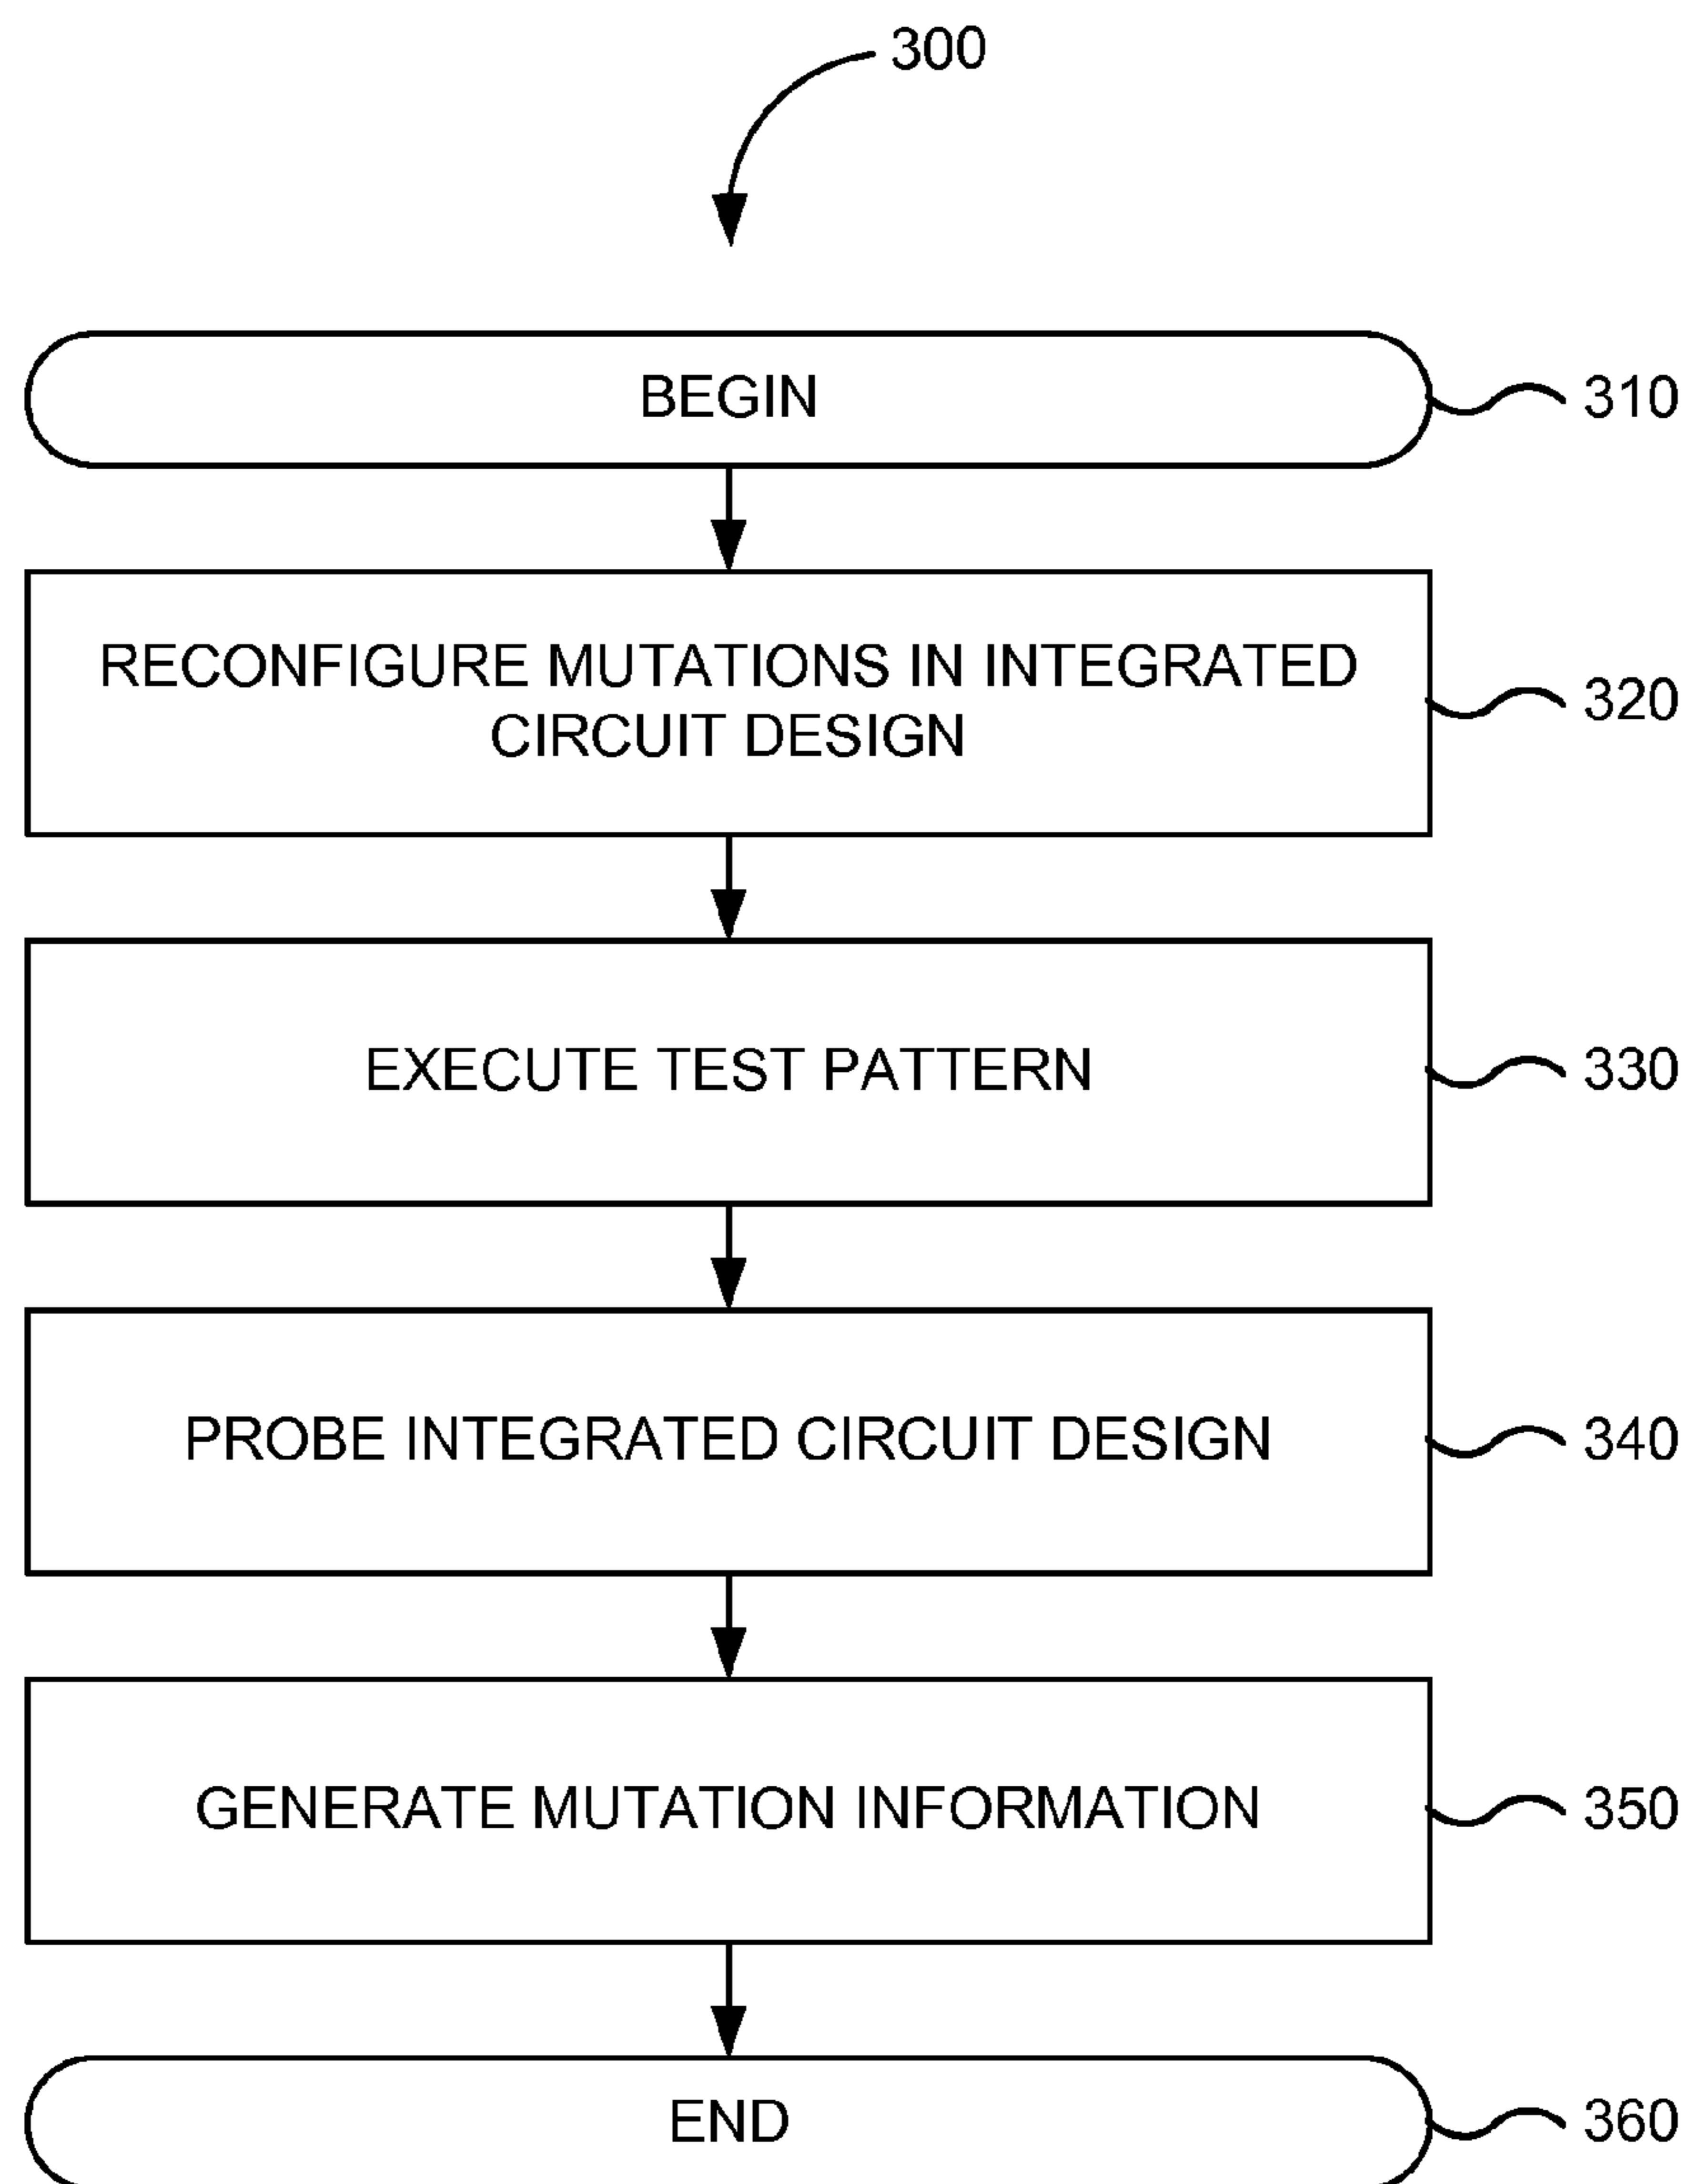 300
BEGIN
310
RECONFIGURE MUTATIONS IN INTEGRATED
CIRCUIT DESIGN
320
EXECUTE TEST PATTERN
330
PROBE INTEGRATED CIRCUIT DESIGN
340
GENERATE MUTATION INFORMATION
350
END
360